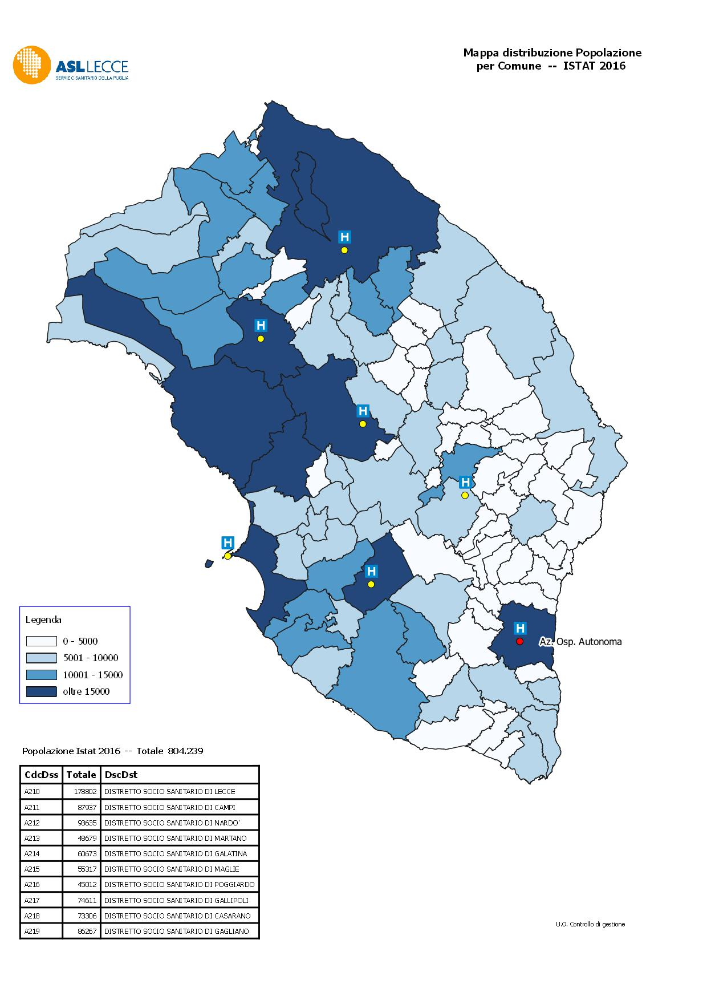 ASL LECCE
SERVIZIO SANITARIO DELLA PUGLIA
Mappa distribuzione Popolazione
per Comune -- ISTAT 2016
H
H
H
H
H
H
H
Az. Osp. Autonoma
Legenda
0 - 5000
5001 - 10000
10001 - 15000
oltre 15000
Popolazione Istat 2016 -- Totale 804.239
CdcDss Totale DscDst
A210 178802 DISTRETTO SOCIO SANITARIO DI LECCE
A211 87937 DISTRETTO SOCIO SANITARIO DI CAMPI
A212 93635 DISTRETTO SOCIO SANITARIO DI NARDO'
A213 48679 DISTRETTO SOCIO SANITARIO DI MARTANO
A214 60673 DISTRETTO SOCIO SANITARIO DI GALATINA
A215 55317 DISTRETTO SOCIO SANITARIO DI MAGLIE
A216 45012 DISTRETTO SOCIO SANITARIO DI POGGIARDO
A217 74611 DISTRETTO SOCIO SANITARIO DI GALLIPOLI
A218 73306 DISTRETTO SOCIO SANITARIO DI CASARANO
A219 86267 DISTRETTO SOCIO SANITARIO DI GAGLIANO
U.O. Controllo di gestione